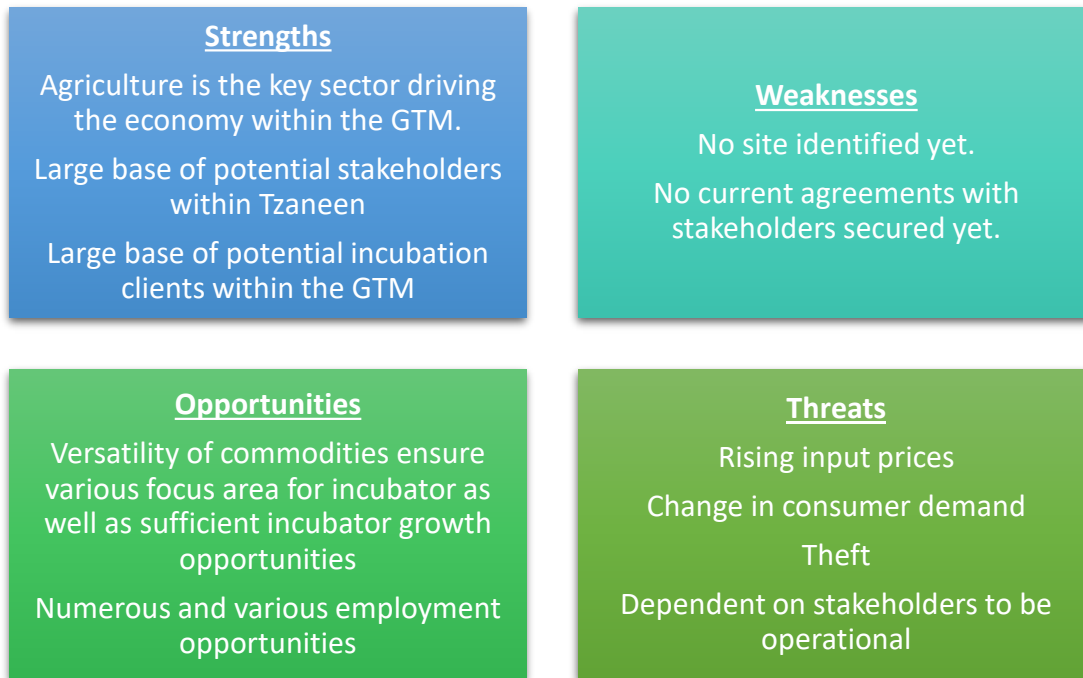 Strengths
Agriculture is the key sector driving
the economy within the GTM.
Large base of potential stakeholders
within Tzaneen
Large base of potential incubation
clients within the GTM
Weaknesses
No site identified yet.
No current agreements with
stakeholders secured yet.
Opportunities
Versatility of commodities ensure
various focus area for incubator as
well as sufficient incubator growth
opportunities
Numerous and various employment
opportunities
Threats
Rising input prices
Change in consumer demand
Theft
Dependent on stakeholders to be
operational